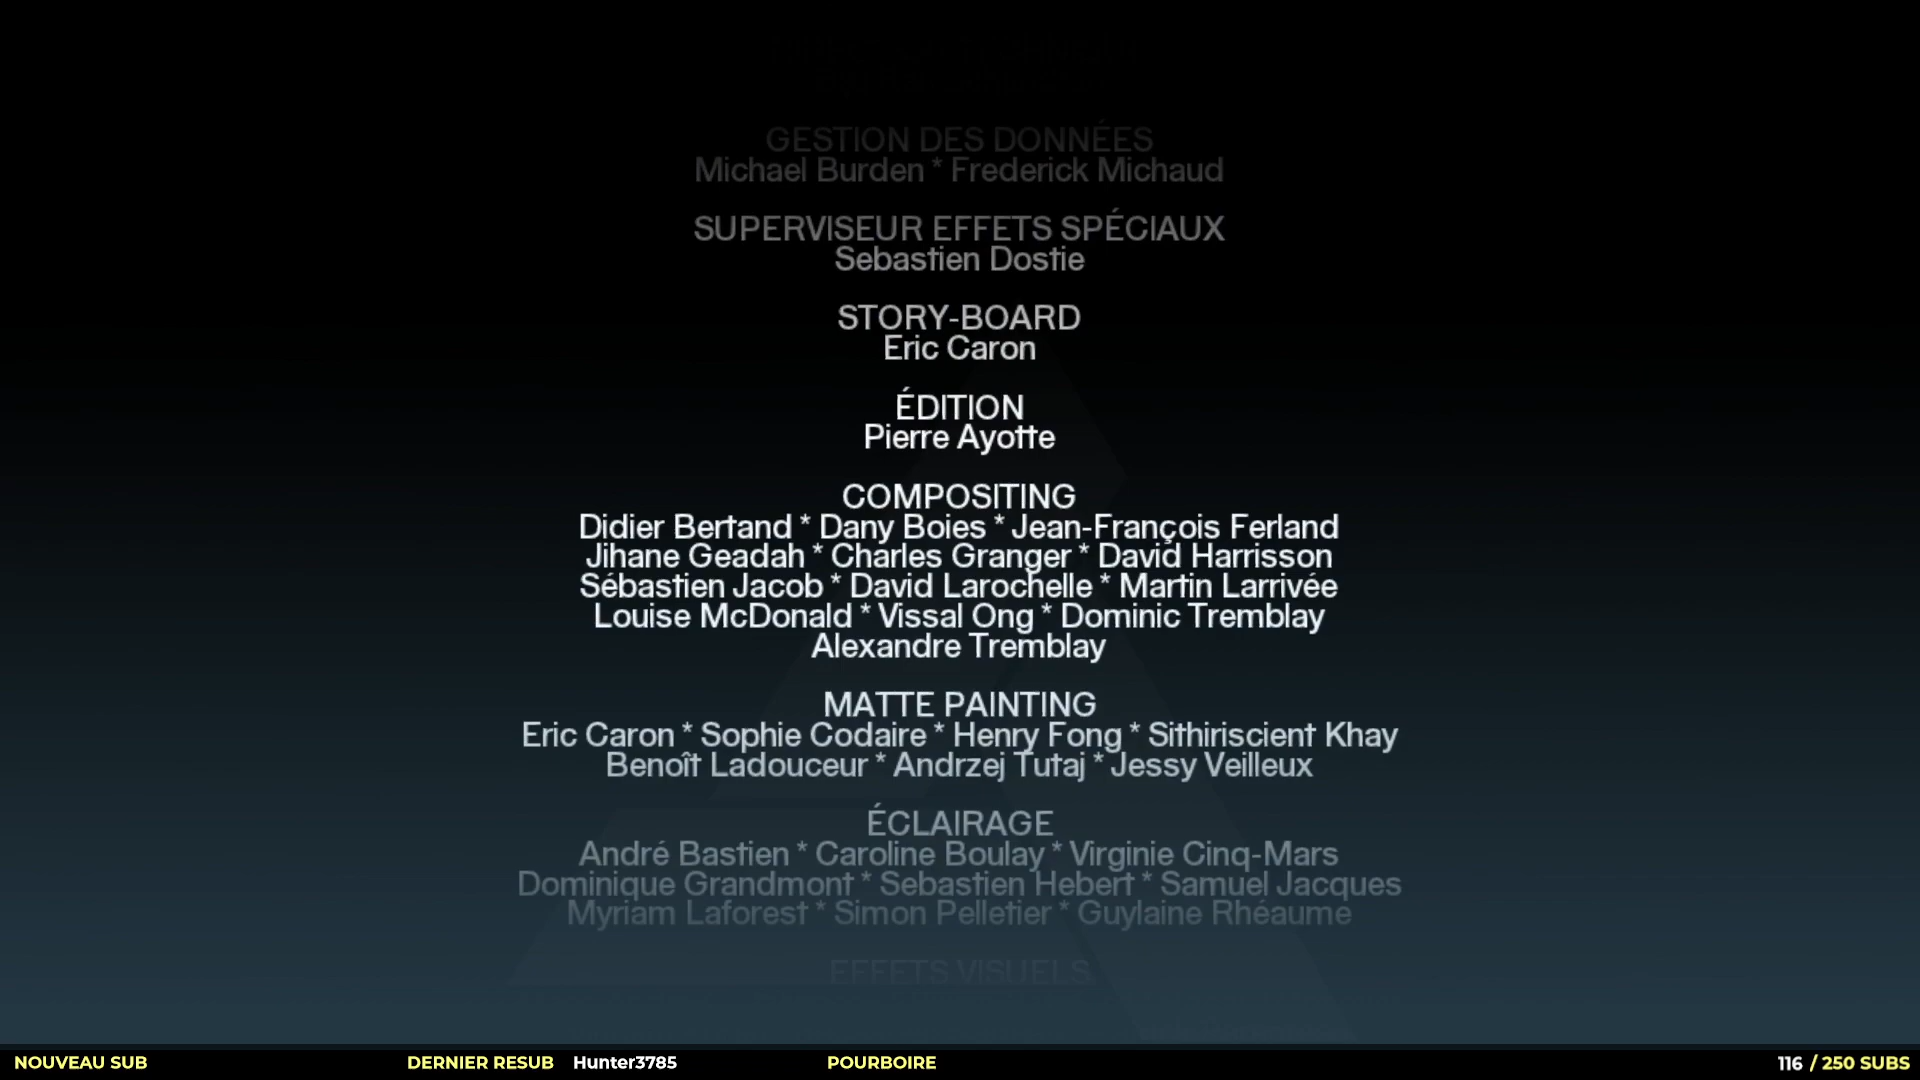 GESTION DES DONNÉES
Michael Burden * Frederick Michaud
SUPERVISEUR EFFETS SPÉCIAUX
Sebastien Dostie
STORY-BOARD
Eric Caron
ÉDITION
Pierre Ayotte
COMPOSITING
Didier Bertand * Dany Boies * Jean-François Ferland
Jihane Geadah * Charles Granger * David Harrisson
Sébastien Jacob * David Larochelle * Martin Larrivée
Louise McDonald * Vissal Ong * Dominic Tremblay
Alexandre Tremblay
MATTE PAINTING
Eric Caron * Sophie Codaire * Henry Fong * Sithiriscient Khay
Benoît Ladouceur * Andrzej Tutaj * Jessy Veilleux
ÉCLAIRAGE
André Bastien * Caroline Boulay * Virginie Cinq-Mars
Dominique Grandmont * Sebastien Hebert * Samuel Jacques
Myriam Laforest * Simon Pelletier * Guylaine Rhéaume
EFFETS VISUELS
NOUVEAU SUB DERNIER RESUB Hunter3785 POURBOIRE 116 / 250 SUBS